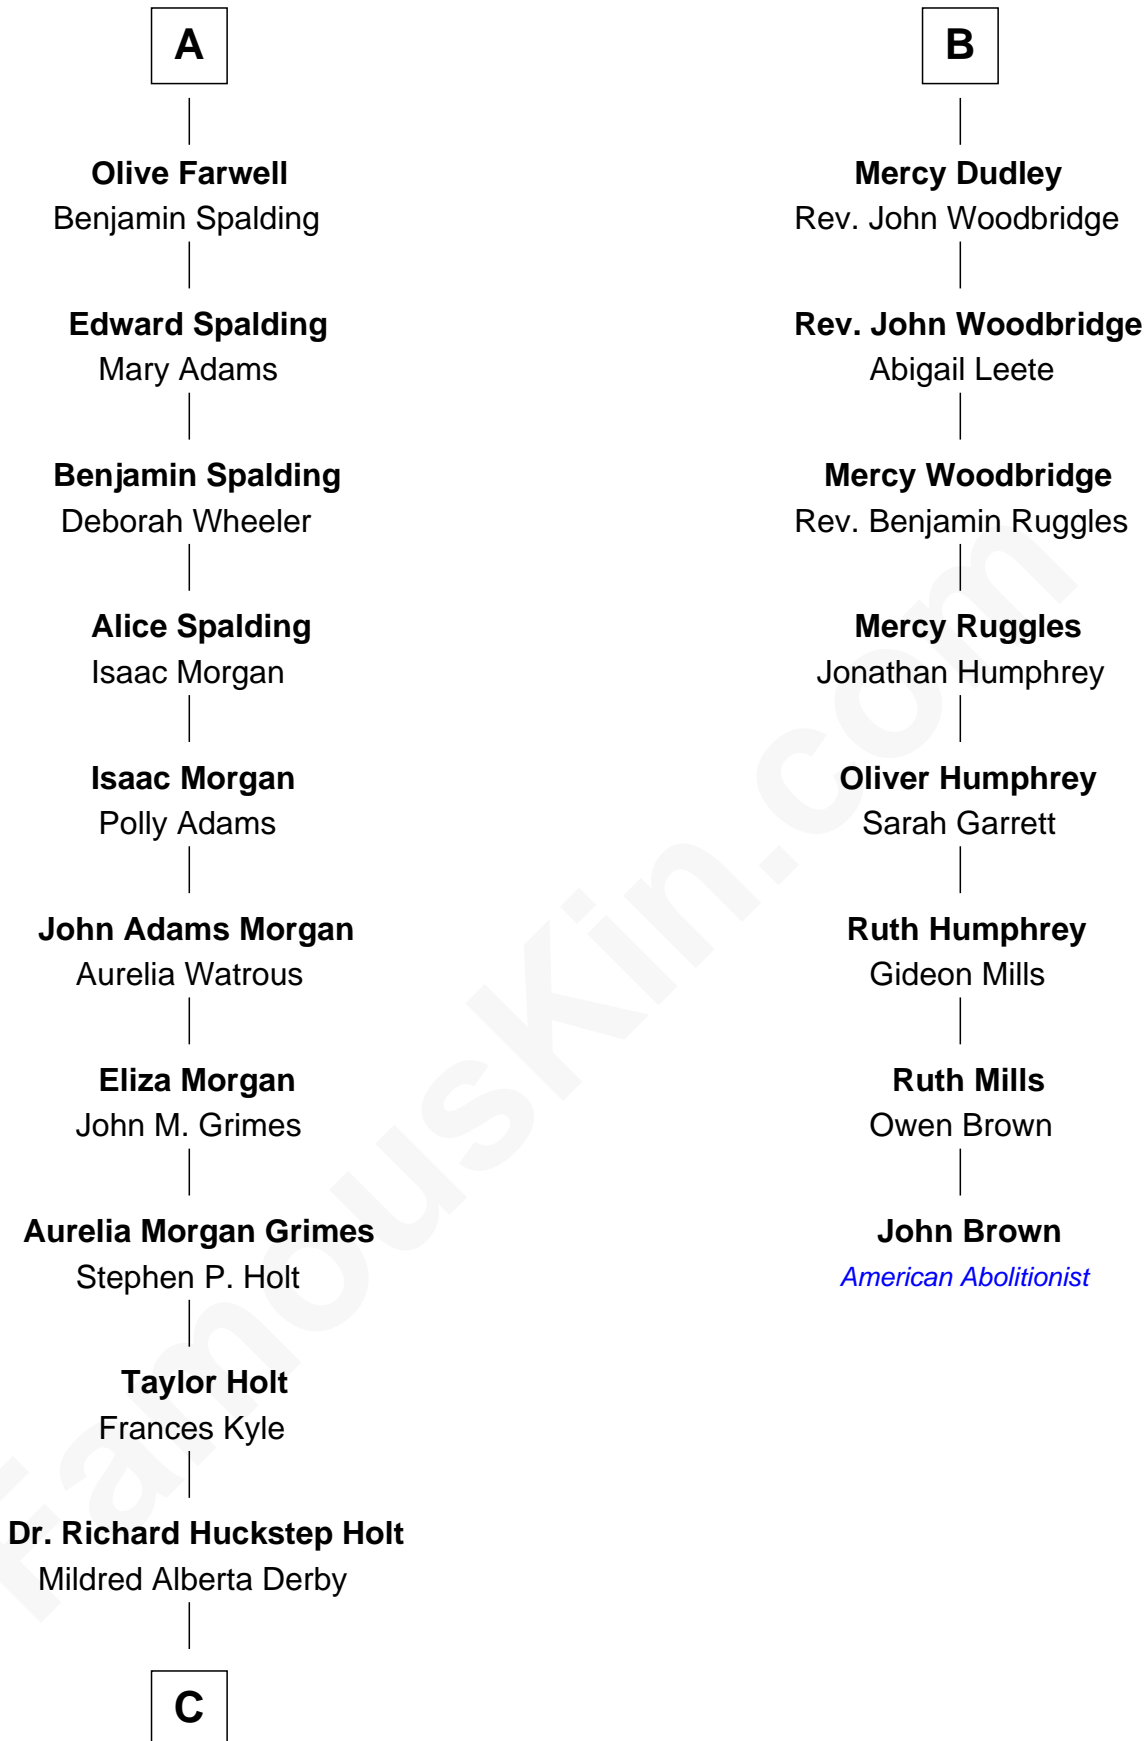 A
Olive Farwell
Benjamin Spalding
Edward Spalding
Mary Adams
Benjamin Spalding
Deborah Wheeler
Alice Spalding
Isaac Morgan
Isaac Morgan
Polly Adams
John Adams Morgan
Aurelia Watrous
Eliza Morgan
John M. Grimes
Aurelia Morgan Grimes
Stephen P. Holt
Taylor Holt
Frances Kyle
Dr. Richard Huckstep Holt
Mildred Alberta Derby
C
B
Mercy Dudley
Rev. John Woodbridge
Rev. John Woodbridge
Abigail Leete
Mercy Woodbridge
Rev. Benjamin Ruggles
Mercy Ruggles
Jonathan Humphrey
Oliver Humphrey
Sarah Garrett
Ruth Humphrey
Gideon Mills
Ruth Mills
Owen Brown
John Brown
American Abolitionist
FamousKin.com